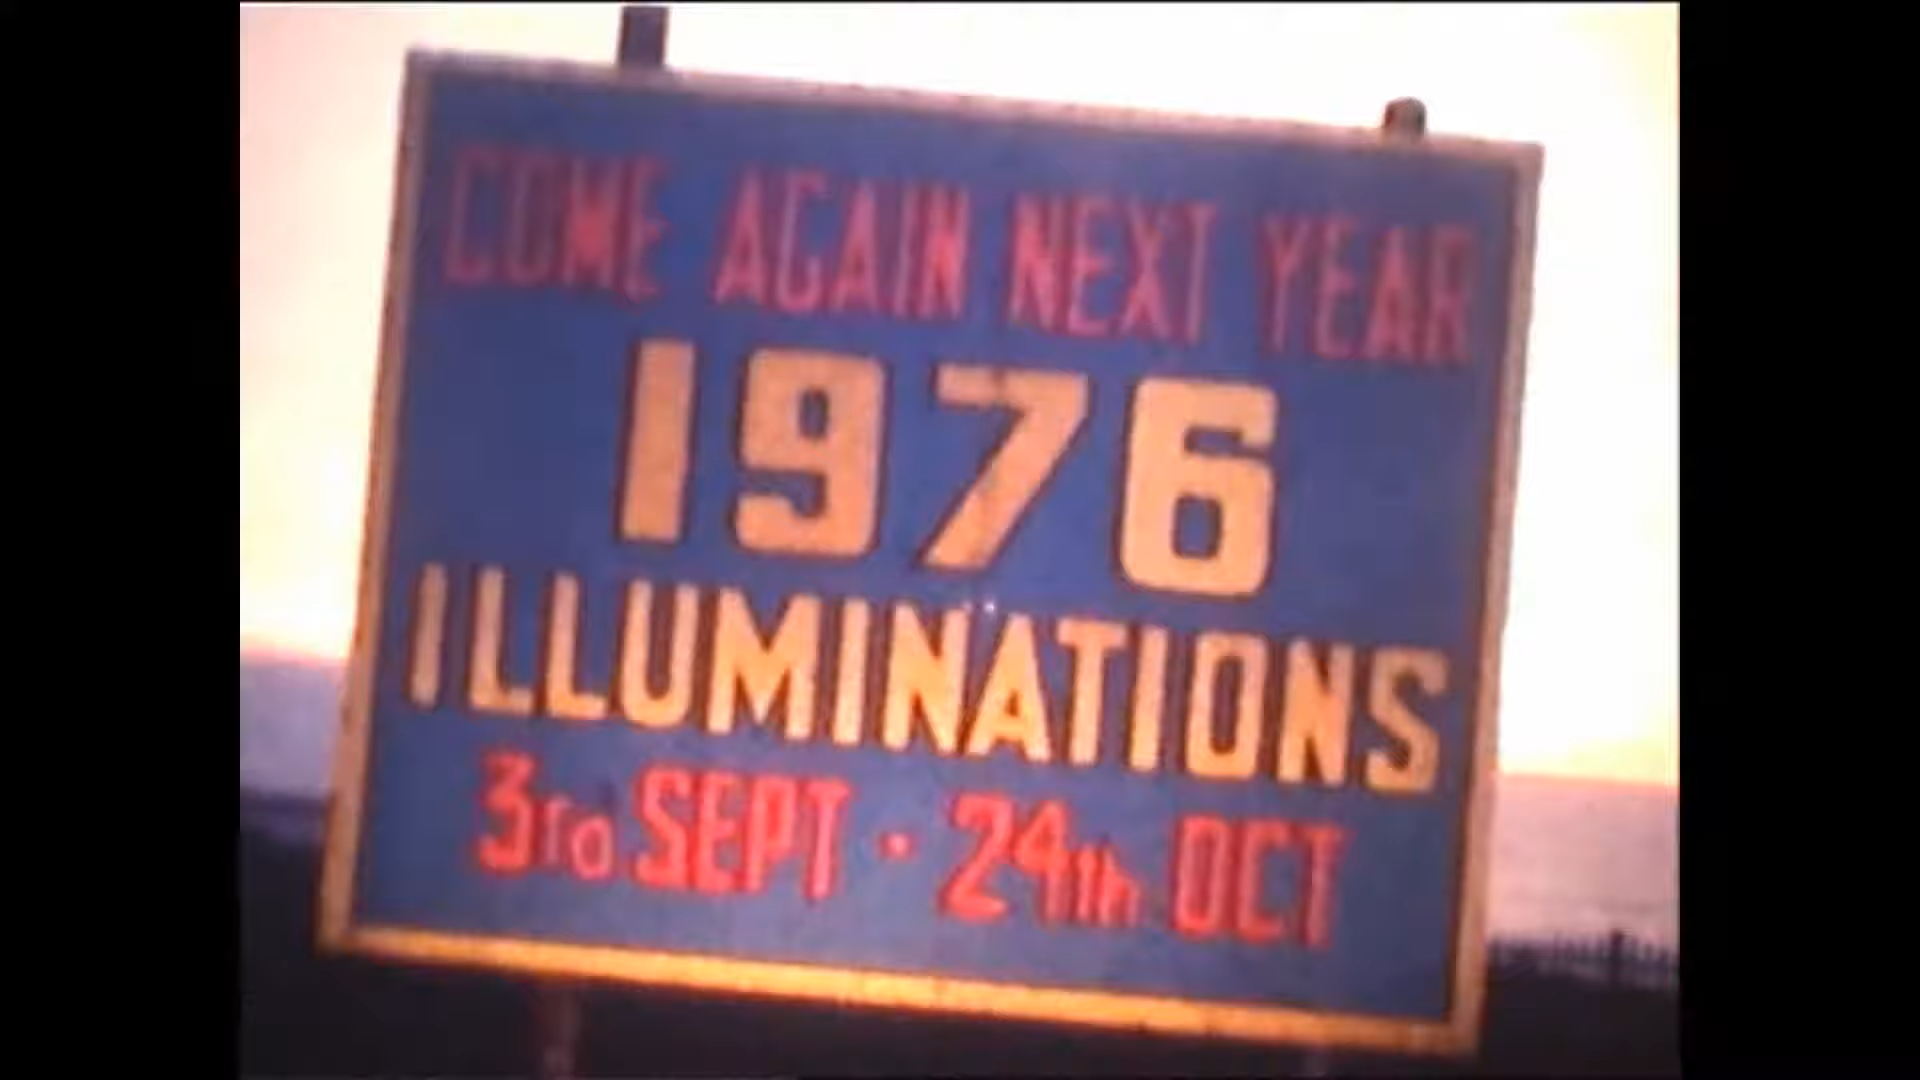 COME AGAIN NEXT YEAR
1976
ILLUMINATIONS
3rd SEPT · 24th OCT